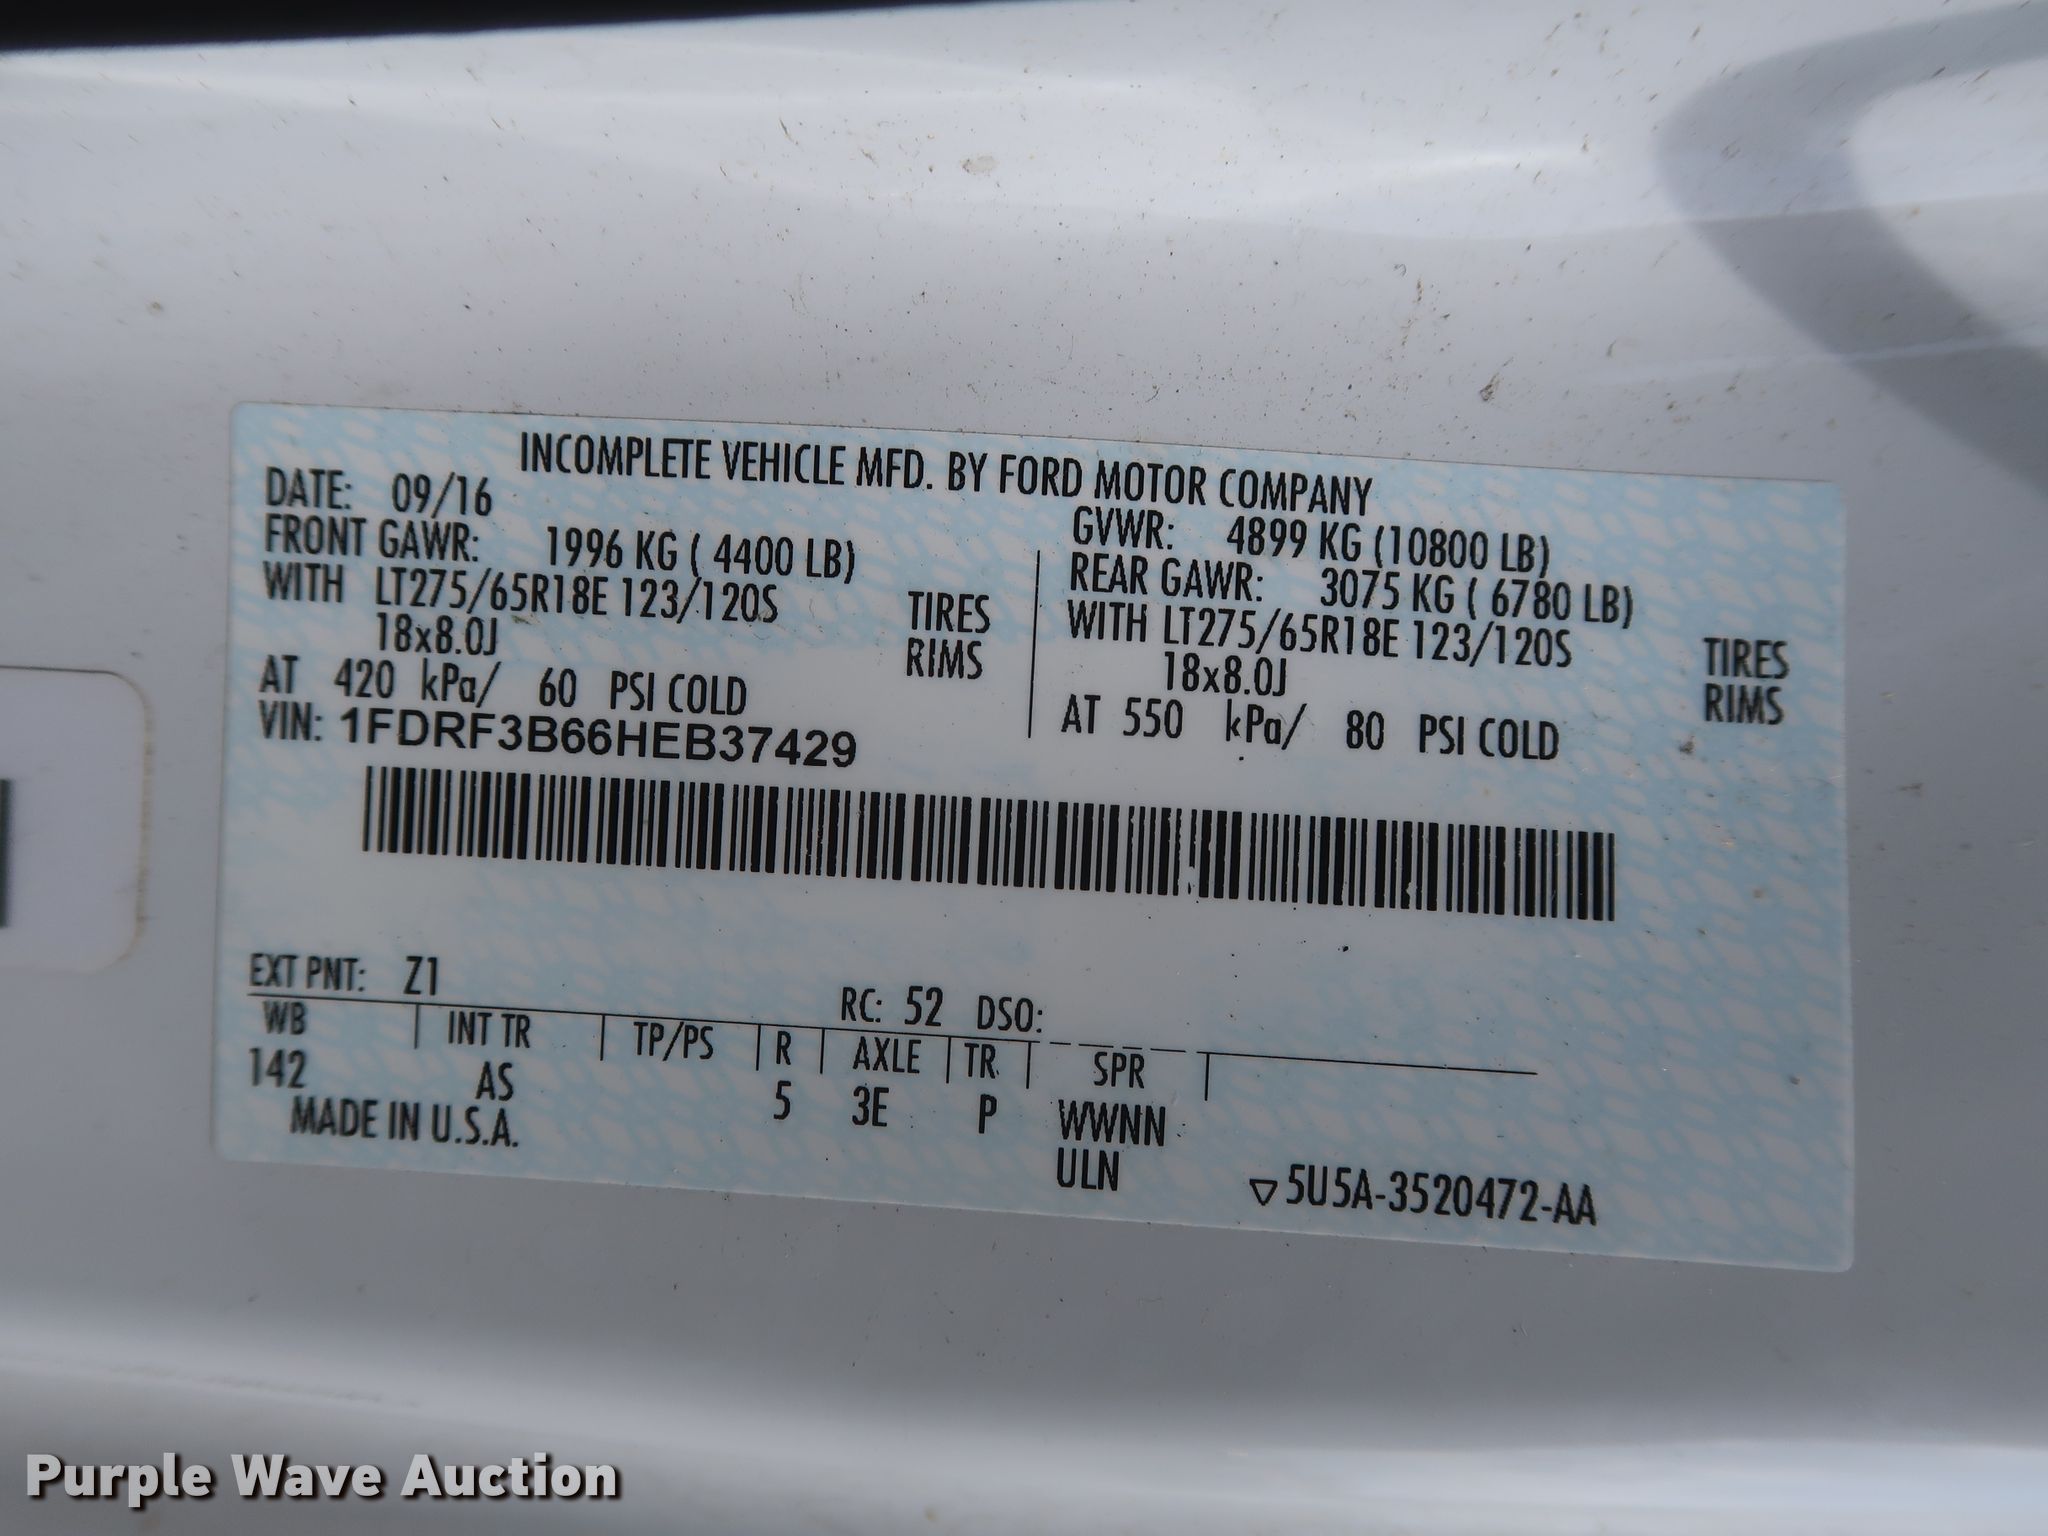 INCOMPLETE VEHICLE MFD. BY FORD MOTOR COMPANY
DATE: 09/16 GVWR: 4899 KG (10800 LB)
FRONT GAWR: 1996 KG ( 4400 LB) REAR GAWR: 3075 KG ( 6780 LB)
WITH LT275/65R18E 123/120S TIRES WITH LT275/65R18E 123/120S TIRES
18x8.0J RIMS 18x8.0J RIMS
AT 420 kPa/ 60 PSI COLD AT 550 kPa/ 80 PSI COLD
VIN: 1FDRF3B66HEB37429
EXT PNT: Z1 RC: 52 DSO:
WB INT TR TP/PS R AXLE TR SPR
142 AS 5 3E P WWNN
MADE IN U.S.A. ULN ▽5U5A-3520472-AA
Purple Wave Auction